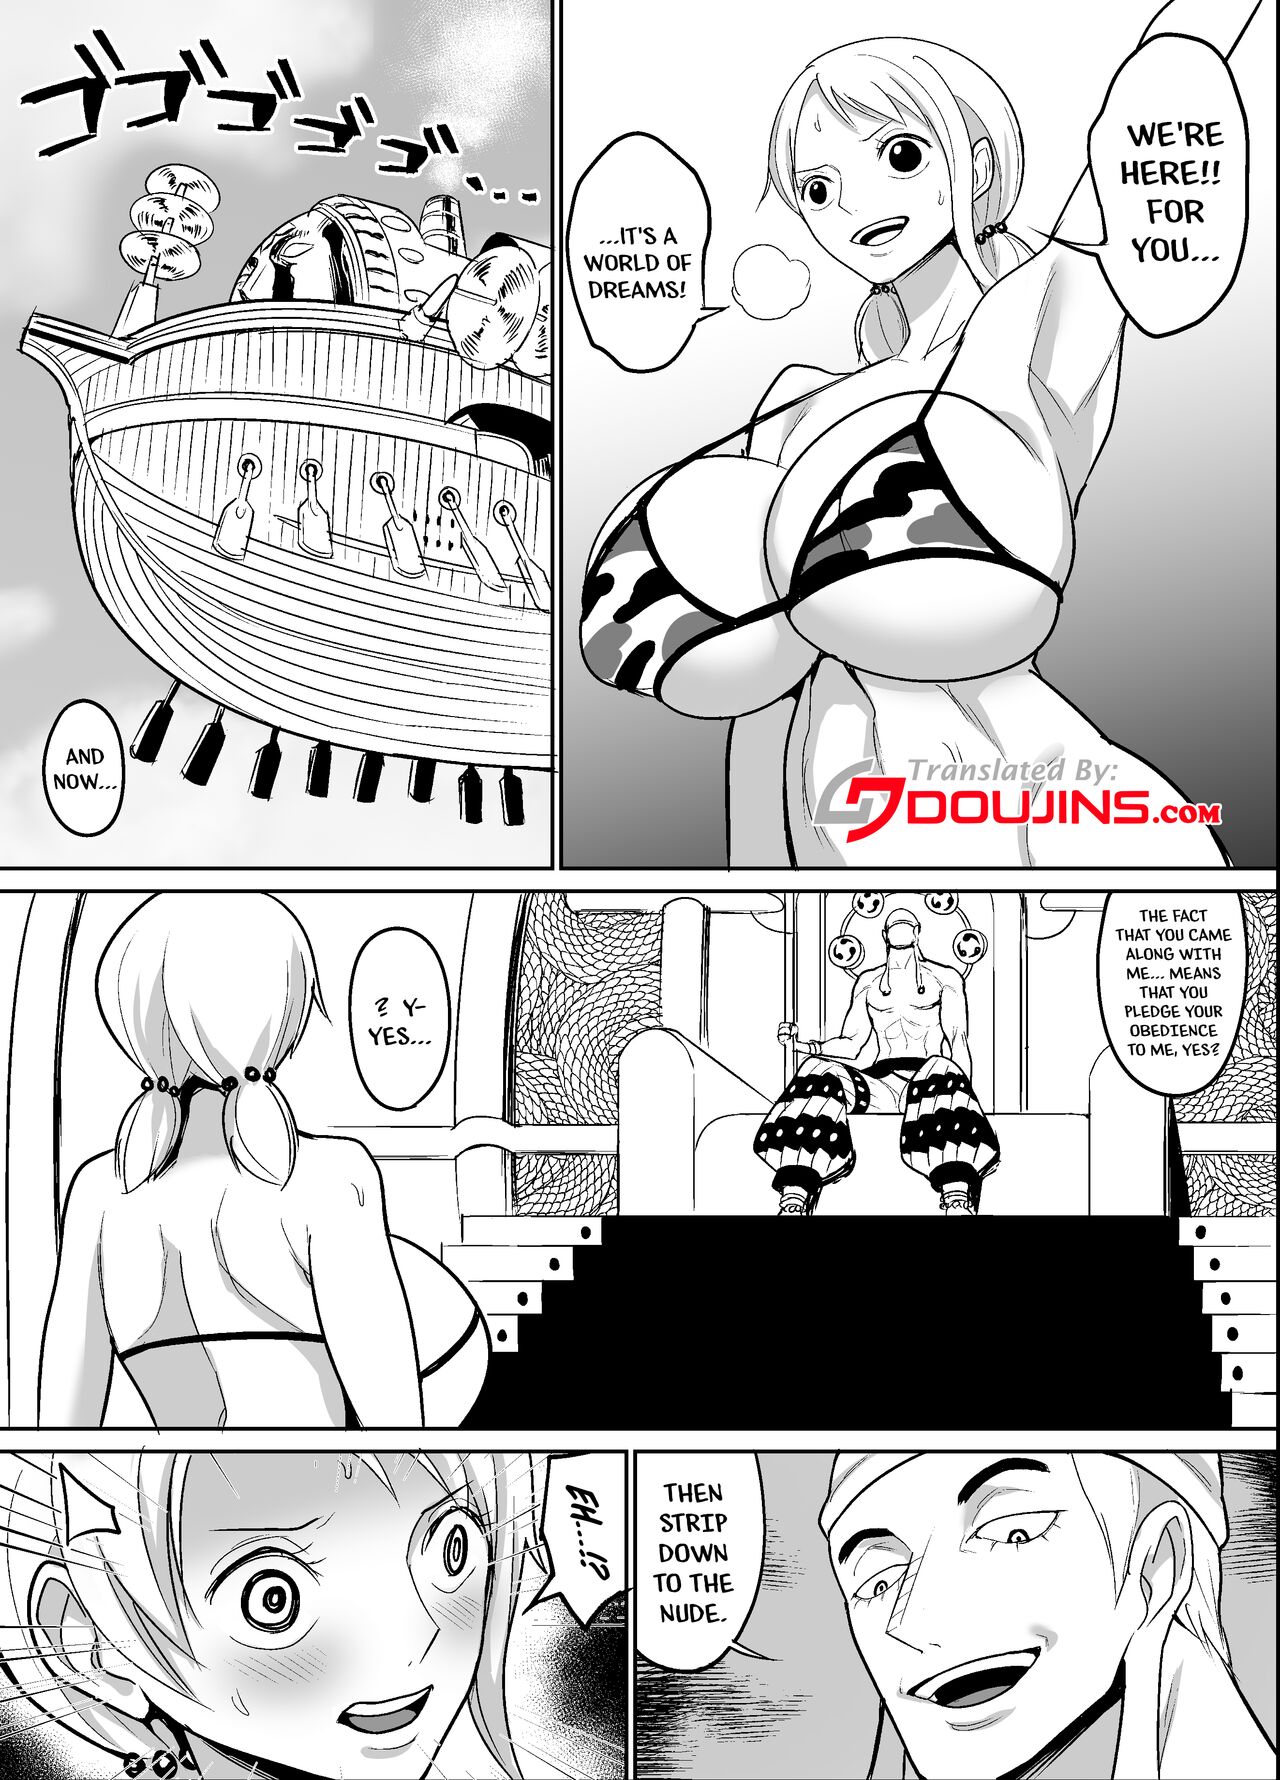 WE'RE
HERE!!
FOR
YOU...
...IT'S A
WORLD OF
DREAMS!
ゴゴゴゴゴゴ...
AND
NOW...
Translated By:
DOUJINS.COM
THE FACT
THAT YOU CAME
ALONG WITH
ME... MEANS
THAT YOU
PLEDGE YOUR
OBEDIENCE
TO ME, YES?
? Y-
YES...
THEN
STRIP
DOWN
TO THE
NUDE.
EH...!?